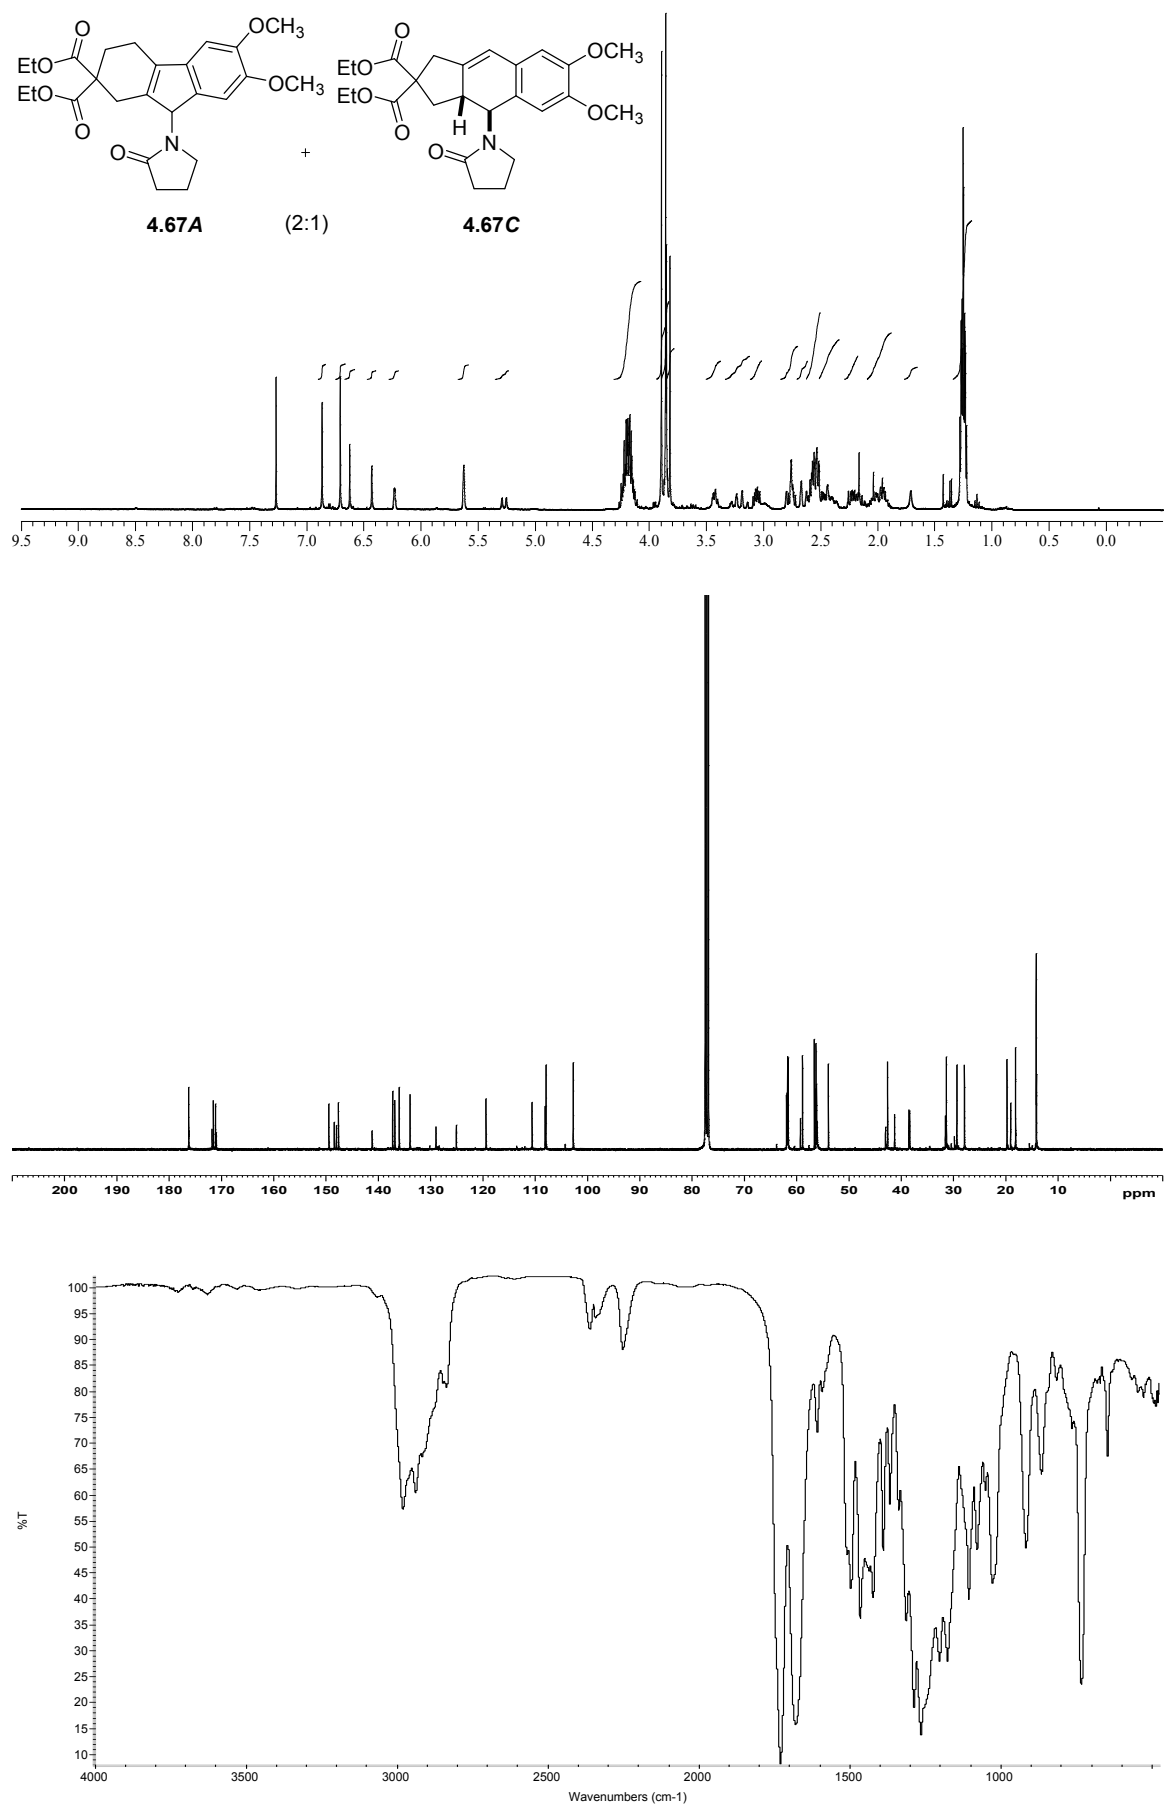 OCH3
O
EtO
EtO
OCH3
O
N
O
4.67A
+
(2:1)
O
EtO
EtO
O
H
OCH3
OCH3
N
O
4.67C
9.5 9.0 8.5 8.0 7.5 7.0 6.5 6.0 5.5 5.0 4.5 4.0 3.5 3.0 2.5 2.0 1.5 1.0 0.5 0.0
200 190 180 170 160 150 140 130 120 110 100 90 80 70 60 50 40 30 20 10 ppm
100
95
90
85
80
75
70
65
60
55
50
45
40
35
30
25
20
15
10
%T
4000 3500 3000 2500 2000 1500 1000
Wavenumbers (cm-1)